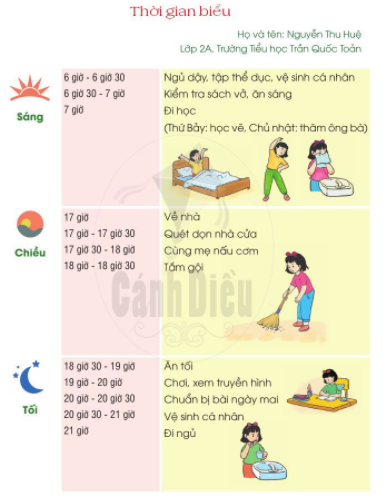 Thời gian biểu
Họ và tên: Nguyễn Thu Huệ
Lớp 2A, Trường Tiểu học Trần Quốc Toản
Sáng
6 giờ - 6 giờ 30 Ngủ dậy, tập thể dục, vệ sinh cá nhân
6 giờ 30 - 7 giờ Kiểm tra sách vở, ăn sáng
7 giờ Đi học
(Thứ Bảy: học vẽ, Chủ nhật: thăm ông bà)
Chiều
17 giờ Về nhà
17 giờ - 17 giờ 30 Quét dọn nhà cửa
17 giờ 30 - 18 giờ Cùng mẹ nấu cơm
18 giờ - 18 giờ 30 Tắm gội
Cánh Diều
Tối
18 giờ 30 - 19 giờ Ăn tối
19 giờ - 20 giờ Chơi, xem truyền hình
20 giờ - 20 giờ 30 Chuẩn bị bài ngày mai
20 giờ 30 - 21 giờ Vệ sinh cá nhân
21 giờ Đi ngủ